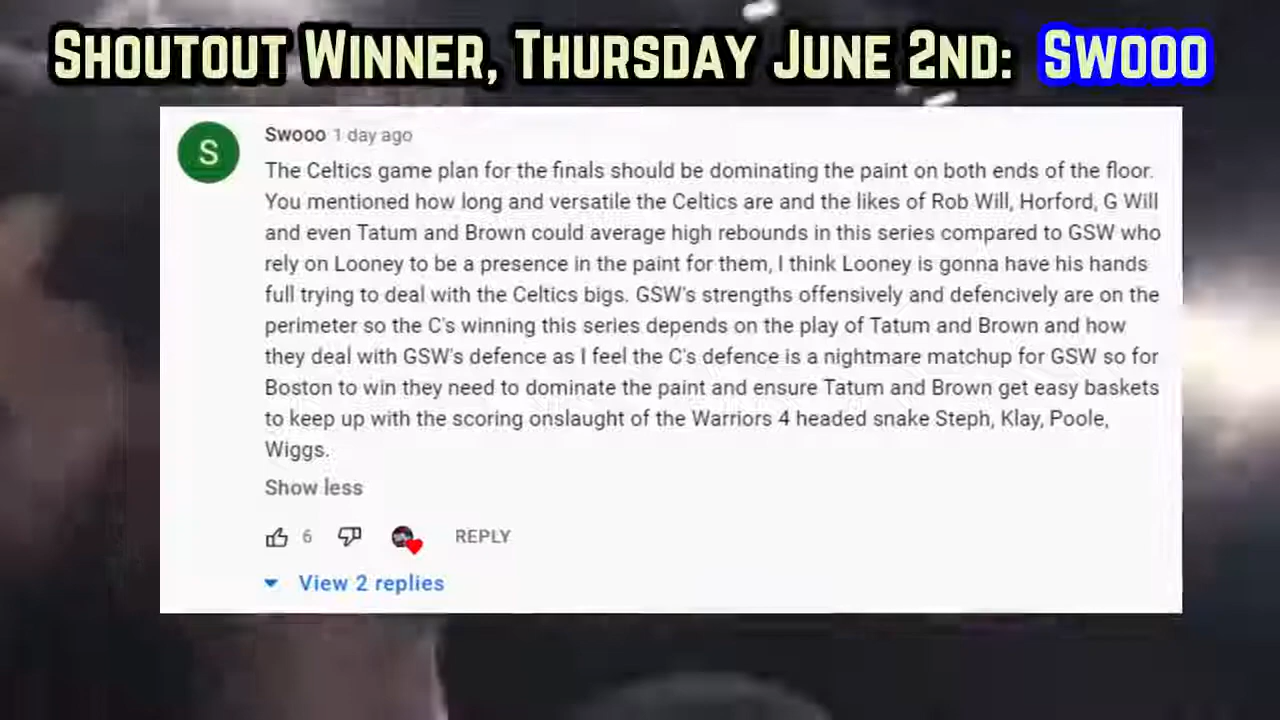 Shoutout Winner, Thursday June 2nd: Swooo
S
Swooo 1 day ago
The Celtics game plan for the finals should be dominating the paint on both ends of the floor.
You mentioned how long and versatile the Celtics are and the likes of Rob Will, Horford, G Will
and even Tatum and Brown could average high rebounds in this series compared to GSW who
rely on Looney to be a presence in the paint for them, I think Looney is gonna have his hands
full trying to deal with the Celtics bigs. GSW's strengths offensively and defencively are on the
perimeter so the C's winning this series depends on the play of Tatum and Brown and how
they deal with GSW's defence as I feel the C's defence is a nightmare matchup for GSW so for
Boston to win they need to dominate the paint and ensure Tatum and Brown get easy baskets
to keep up with the scoring onslaught of the Warriors 4 headed snake Steph, Klay, Poole,
Wiggs.
Show less
6 REPLY
View 2 replies